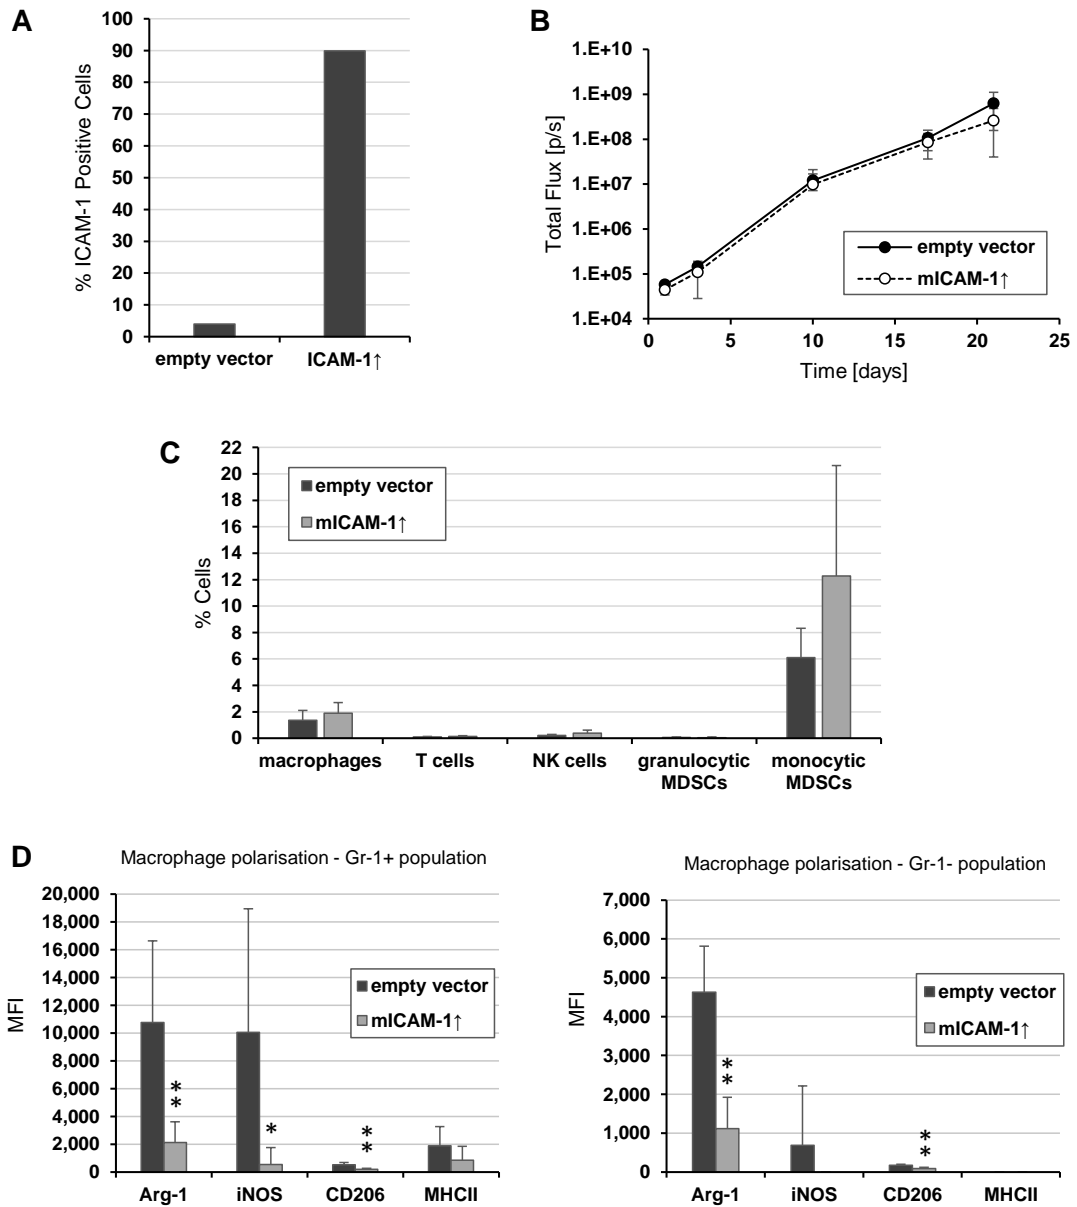 A
100
90
80
70
60
50
40
30
20
10
0
% ICAM-1 Positive Cells
empty vector
ICAM-1↑
B
1.E+10
1.E+09
1.E+08
1.E+07
1.E+06
1.E+05
1.E+04
Total Flux [p/s]
empty vector
mICAM-1↑
0
5
10
15
20
25
Time [days]
C
22
20
18
16
14
12
10
8
6
4
2
0
% Cells
empty vector
mICAM-1↑
macrophages
T cells
NK cells
granulocytic
MDSCs
monocytic
MDSCs
D
Macrophage polarisation - Gr-1+ population
20,000
18,000
16,000
14,000
12,000
10,000
8,000
6,000
4,000
2,000
0
MFI
empty vector
mICAM-1↑
**
*
**
Arg-1
iNOS
CD206
MHCII
Macrophage polarisation - Gr-1- population
7,000
6,000
5,000
4,000
3,000
2,000
1,000
0
MFI
empty vector
mICAM-1↑
**
**
Arg-1
iNOS
CD206
MHCII